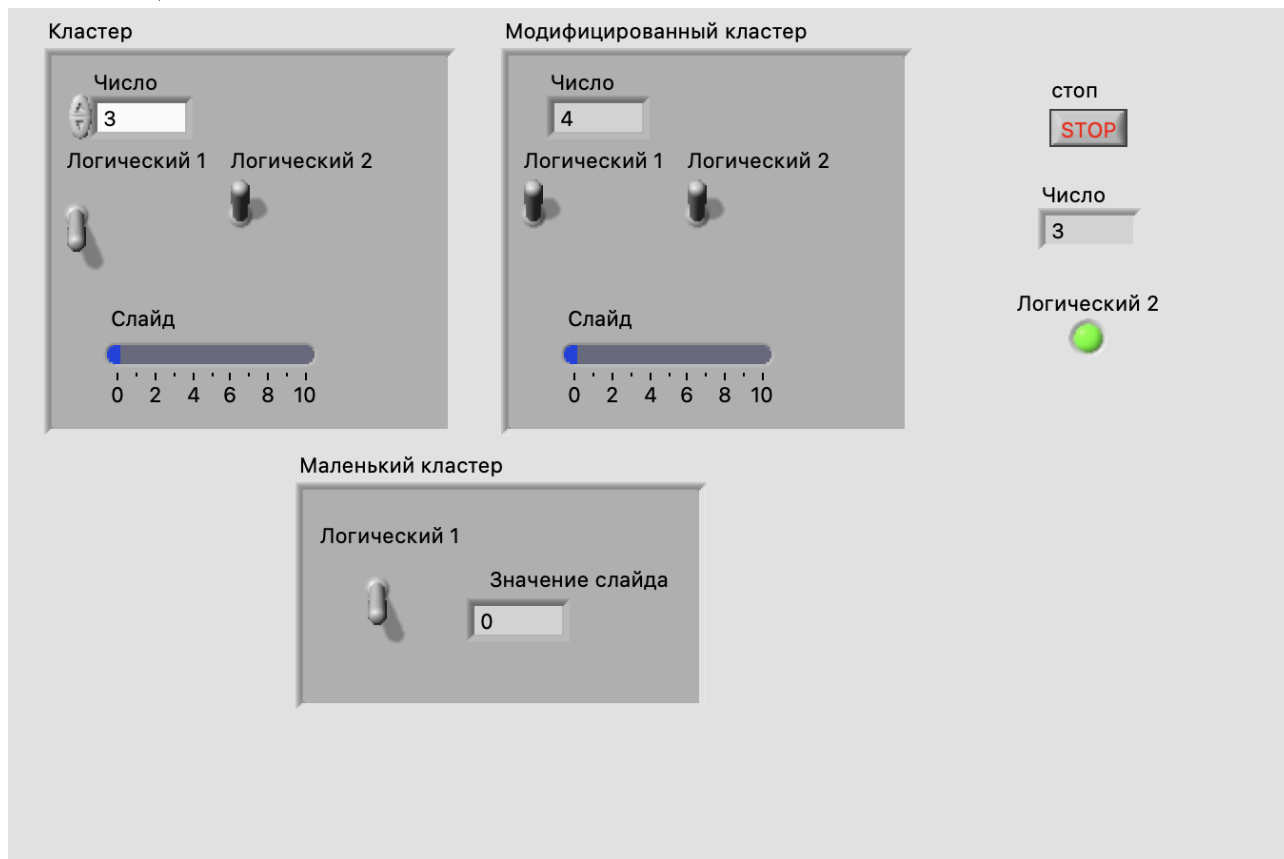 Кластер
Число
3
Логический 1 Логический 2
Слайд
0 2 4 6 8 10
Модифицированный кластер
Число
4
Логический 1 Логический 2
Слайд
0 2 4 6 8 10
стоп
STOP
Число
3
Логический 2
Маленький кластер
Логический 1
Значение слайда
0